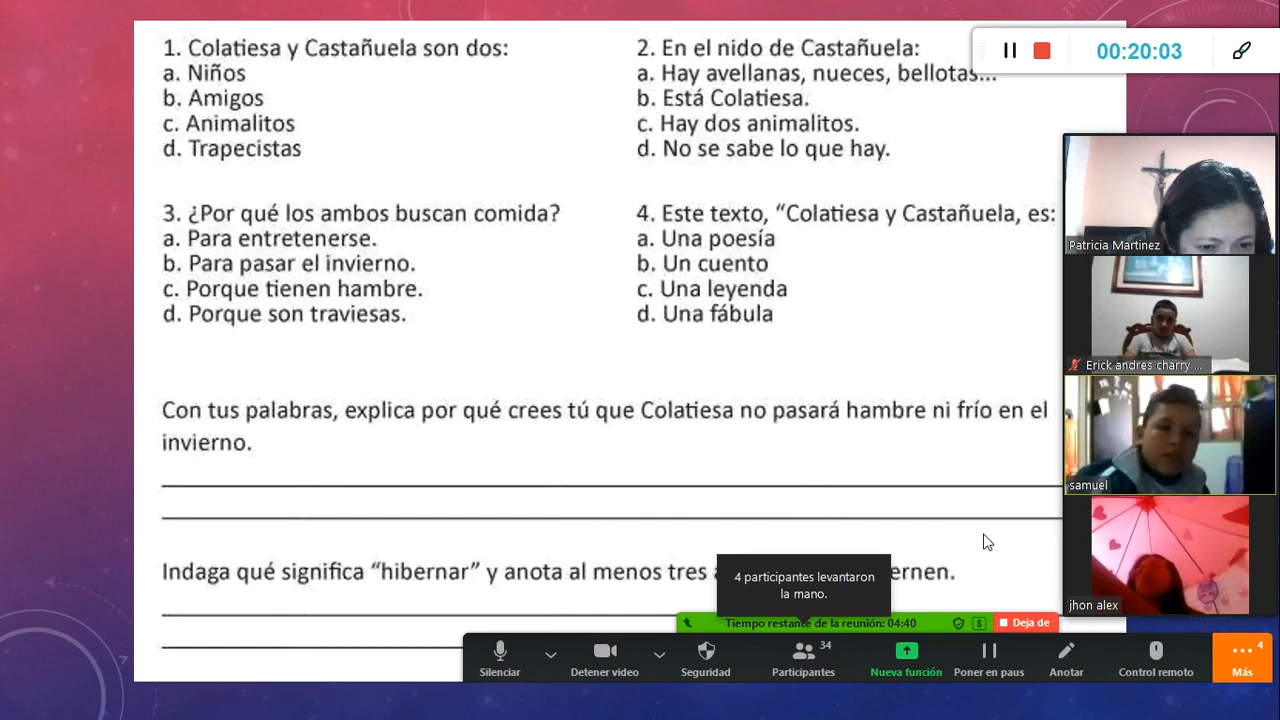 1. Colatiesa y Castañuela son dos:
a. Niños
b. Amigos
c. Animalitos
d. Trapecistas
2. En el nido de Castañuela:
a. Hay avellanas, nueces, bellotas...
b. Está Colatiesa.
c. Hay dos animalitos.
d. No se sabe lo que hay.
3. ¿Por qué los ambos buscan comida?
a. Para entretenerse.
b. Para pasar el invierno.
c. Porque tienen hambre.
d. Porque son traviesas.
4. Este texto, “Colatiesa y Castañuela, es:
a. Una poesía
b. Un cuento
c. Una leyenda
d. Una fábula
Con tus palabras, explica por qué crees tú que Colatiesa no pasará hambre ni frío en el
invierno.
Indaga qué significa “hibernar” y anota al menos tres
00:20:03
Patricia Martinez
Erick andres charry ...
samuel
jhon alex
4 participantes levantaron
la mano.
Tiempo restante de la reunión: 04:40
Deja de
Silenciar
Detener video
Seguridad
34
Participantes
Nueva función
Poner en paus
Anotar
Control remoto
4
Más